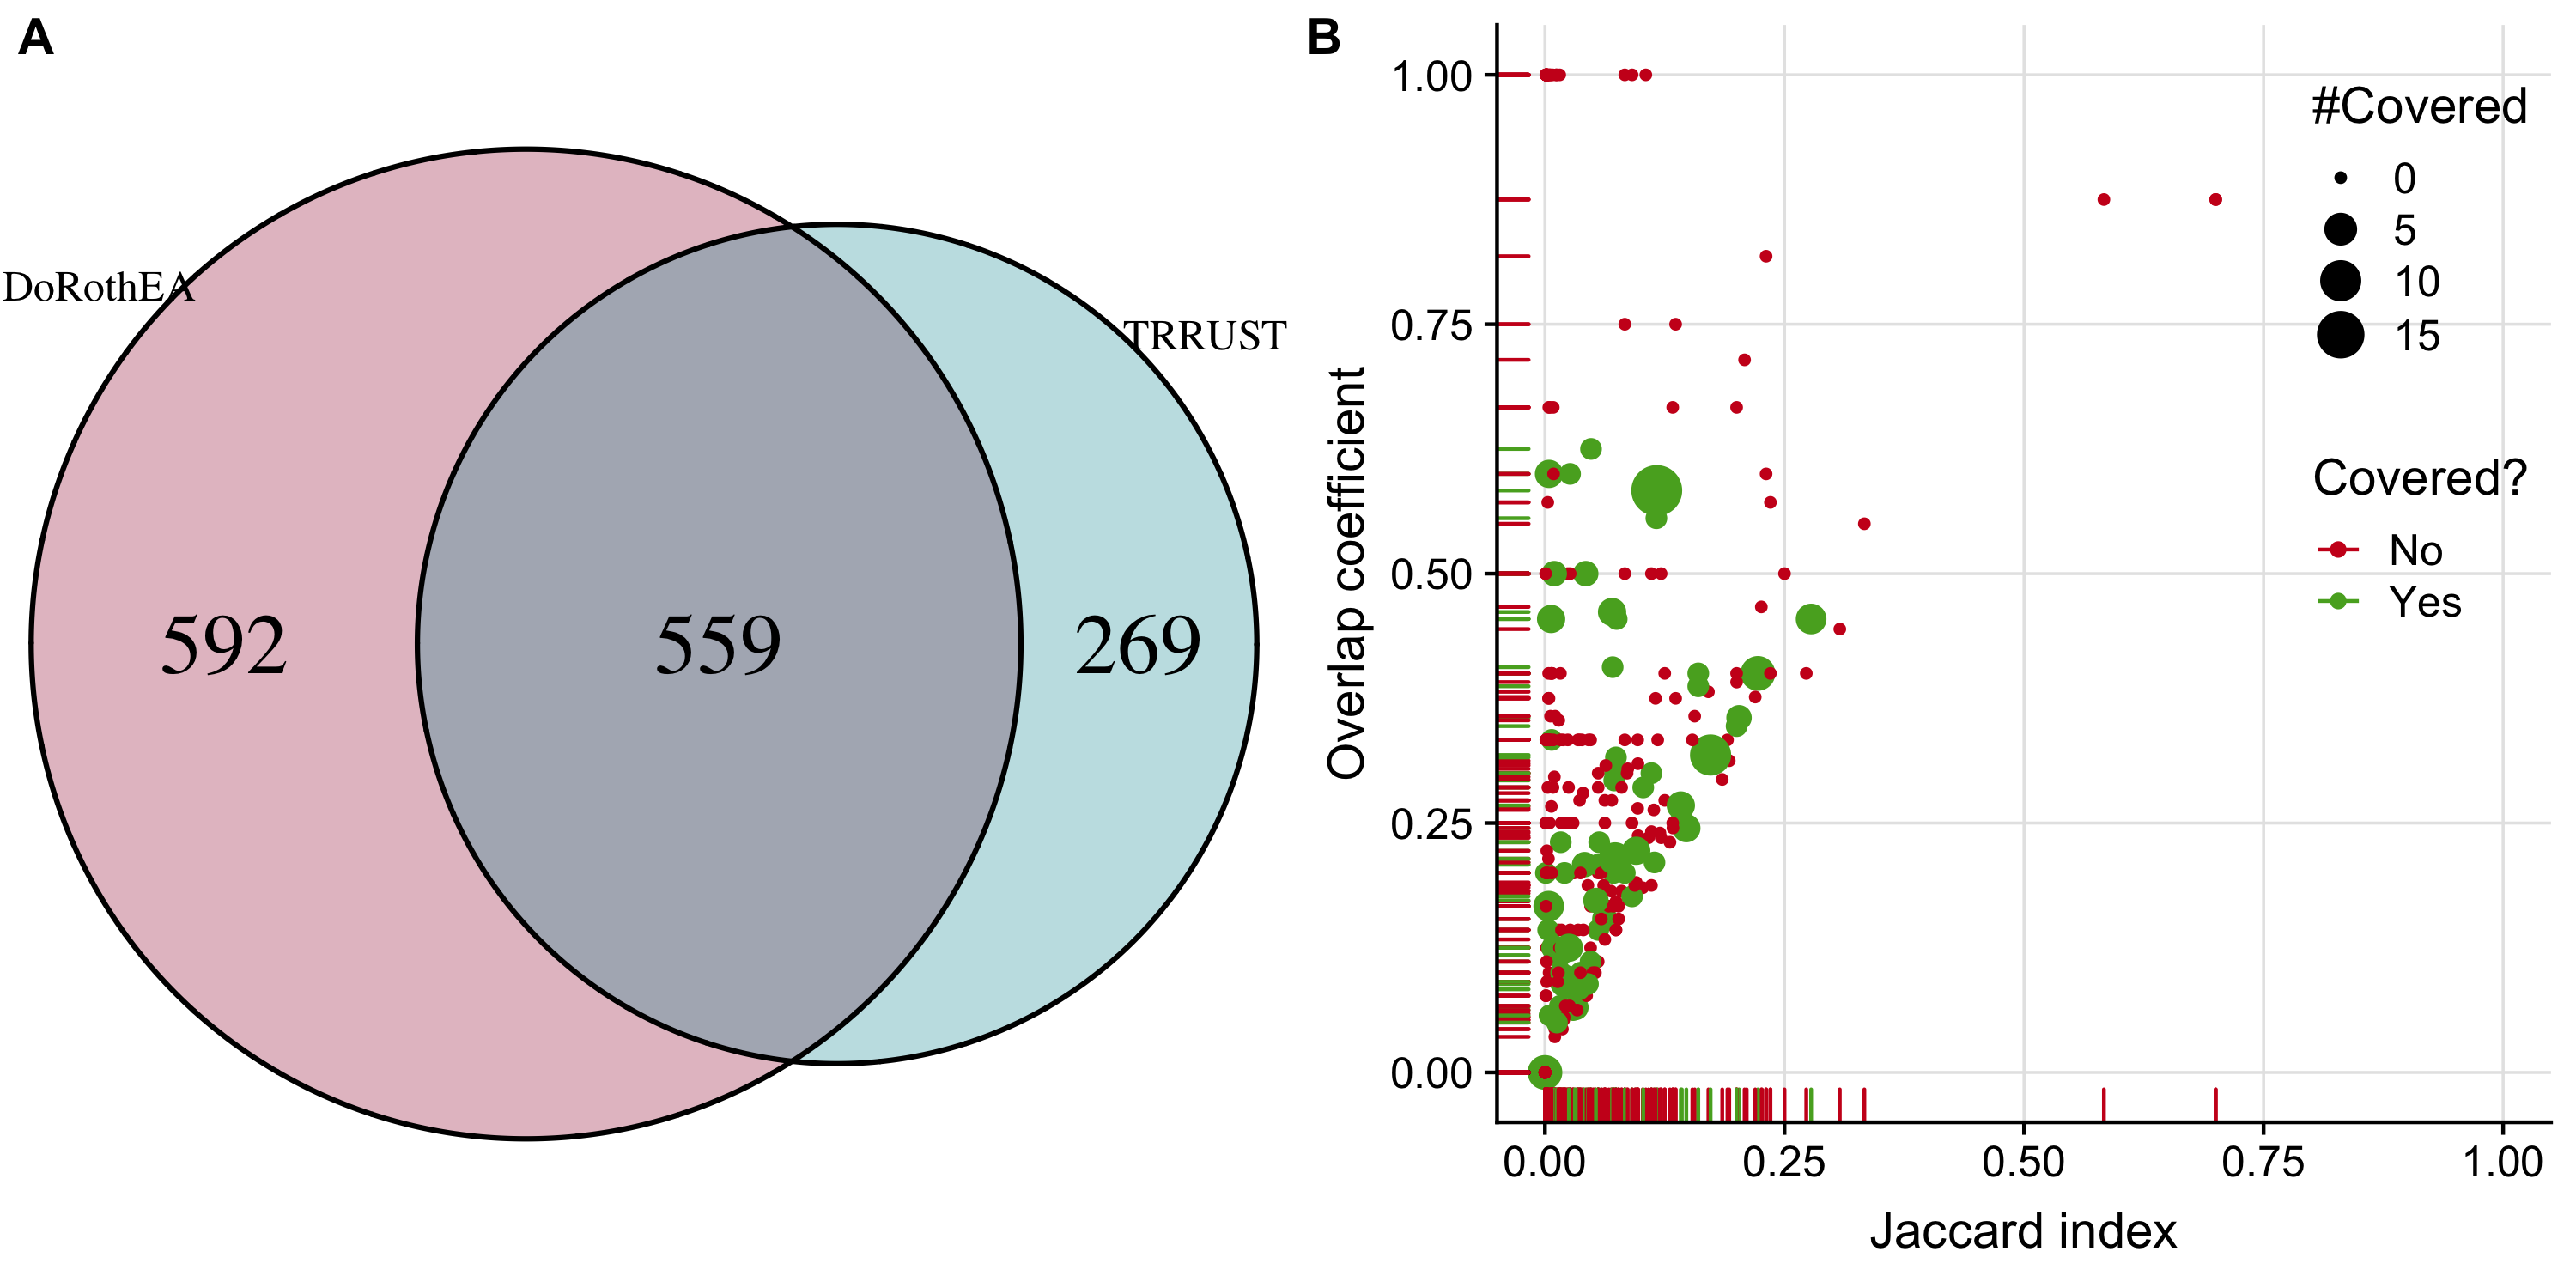 A
DoRothEA
TRRUST
592
559
269
B
Overlap coefficient
1.00
0.75
0.50
0.25
0.00
0.00
0.25
0.50
0.75
1.00
Jaccard index
#Covered
0
5
10
15
Covered?
No
Yes